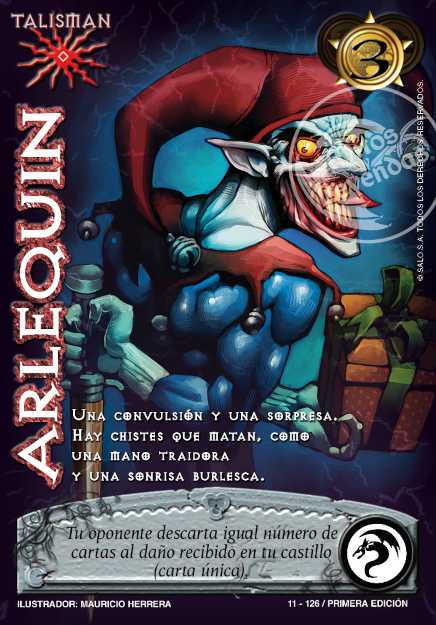 TALISMAN
3
ARLEQUIN
© SALO S.A. TODOS LOS DERECHOS RESERVADOS.
UNA CONVULSIÓN Y UNA SORPRESA.
HAY CHISTES QUE MATAN, COMO
UNA MANO TRAIDORA
Y UNA SONRISA BURLESCA.
Tu oponente descarta igual número de
cartas al daño recibido en tu castillo
(carta única).
ILUSTRADOR: MAURICIO HERRERA
11 - 126 / PRIMERA EDICIÓN